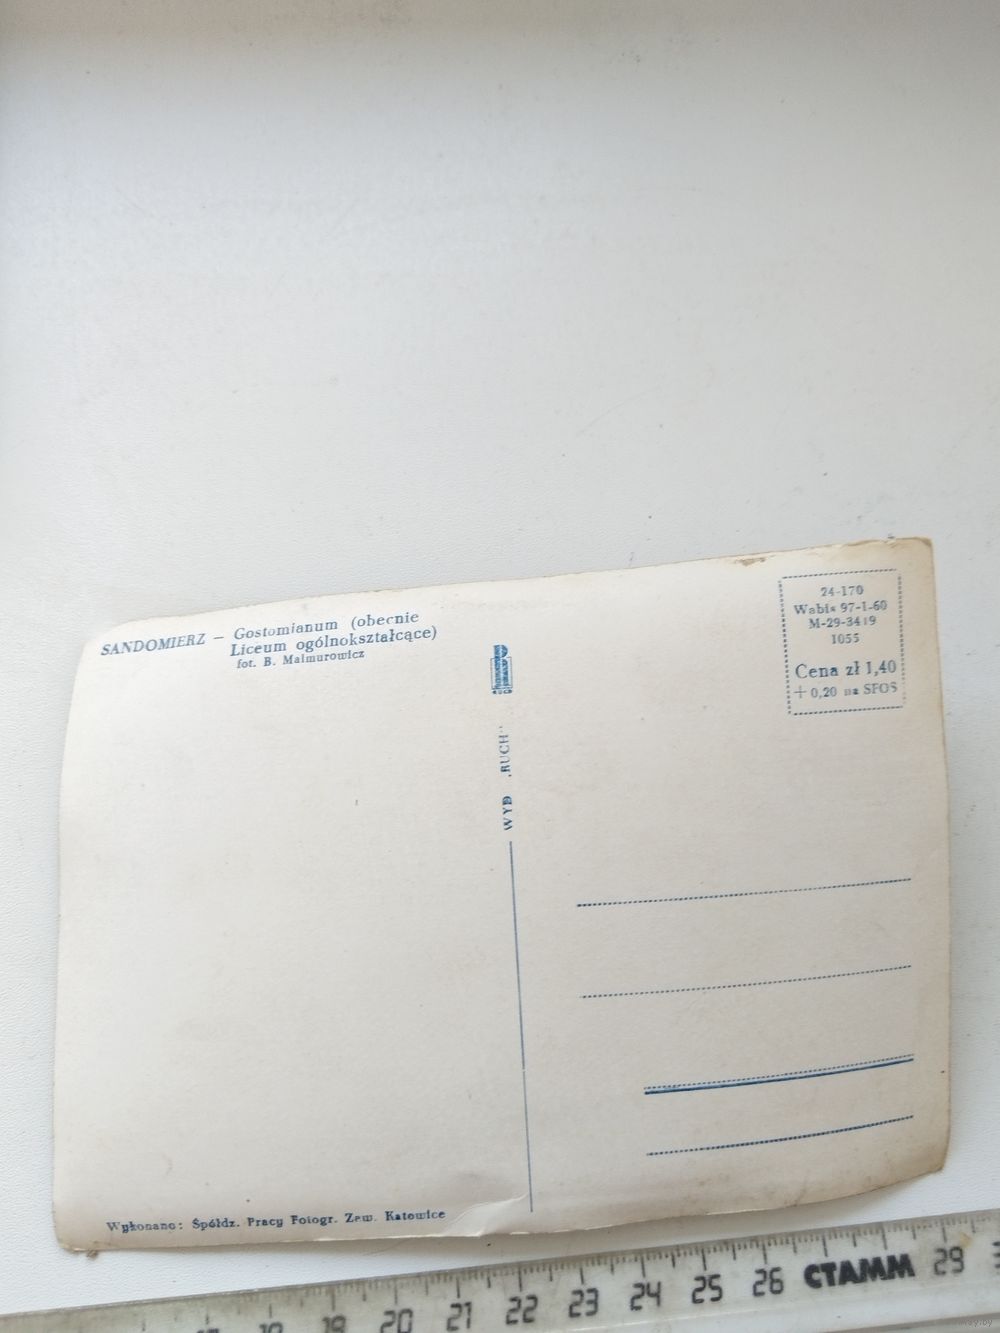 SANDOMIERZ — Gostomianum (obecnie
Liceum ogólnokształcące)
fot. B. Malmurowicz
24-170
Wabis 97-1-60
M-29-3419
1055
Cena zł 1,40
+ 0,20 na SFOS
WYD „RUCH"
Wykonano: Spółdz. Pracy Fotogr. Zew. Katowice
19 20 21 22 23 24 25 26 СТАММ 29